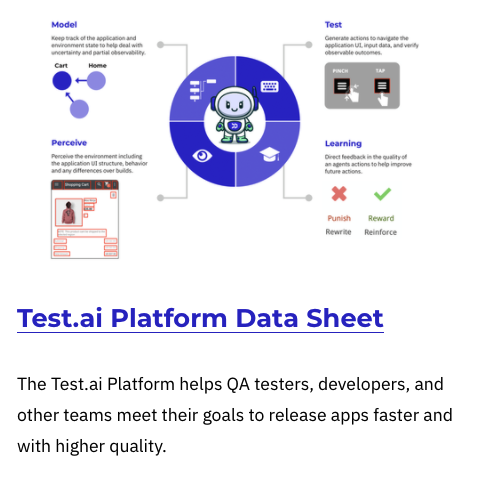 Model
Keep track of the application and
environment state to help deal with
uncertainty and partial observability.
Cart Home
Test
Generate actions to navigate the
application UI, input data, and verify
observable outcomes.
PINCH TAP
Perceive
Perceive the environment including
the application UI structure, behavior
and any differences over builds.
Shopping Cart
Learning
Direct feedback in the quality of
an agents actions to help improve
future actions.
Punish Reward
Rewrite Reinforce
Test.ai Platform Data Sheet
The Test.ai Platform helps QA testers, developers, and
other teams meet their goals to release apps faster and
with higher quality.